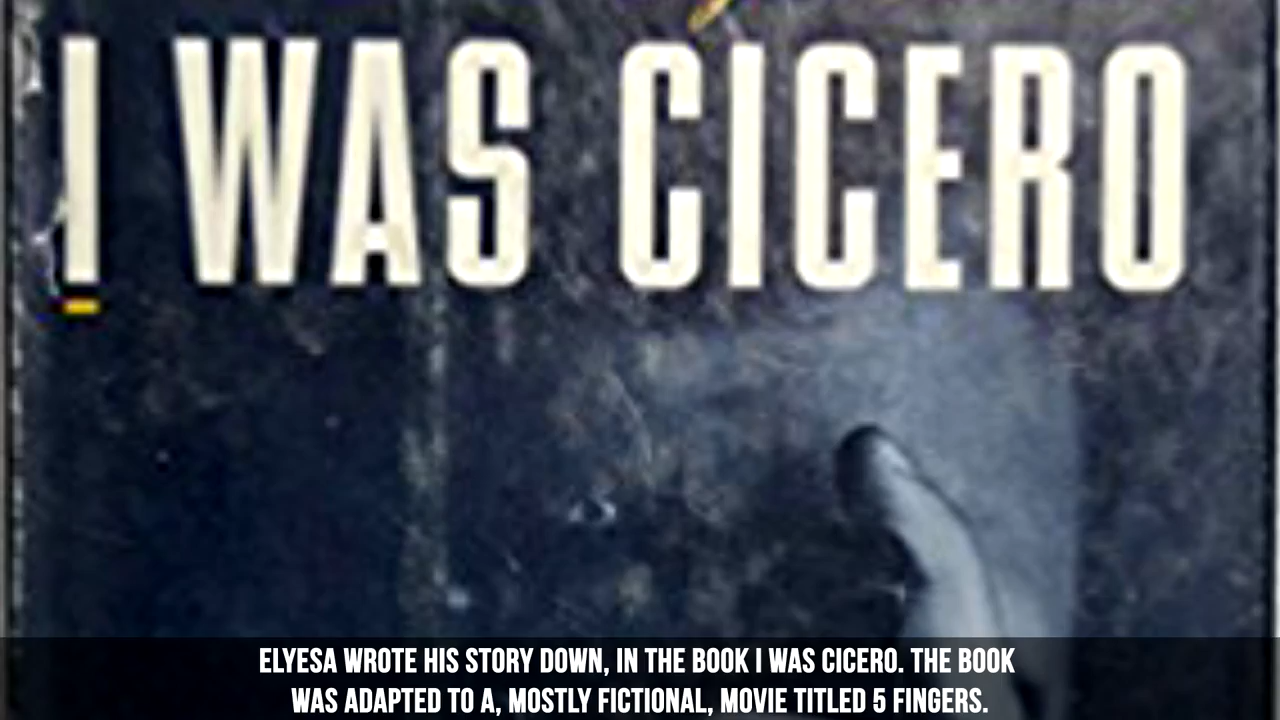 I WAS CICERO
ELYESA WROTE HIS STORY DOWN, IN THE BOOK I WAS CICERO. THE BOOK
WAS ADAPTED TO A, MOSTLY FICTIONAL, MOVIE TITLED 5 FINGERS.